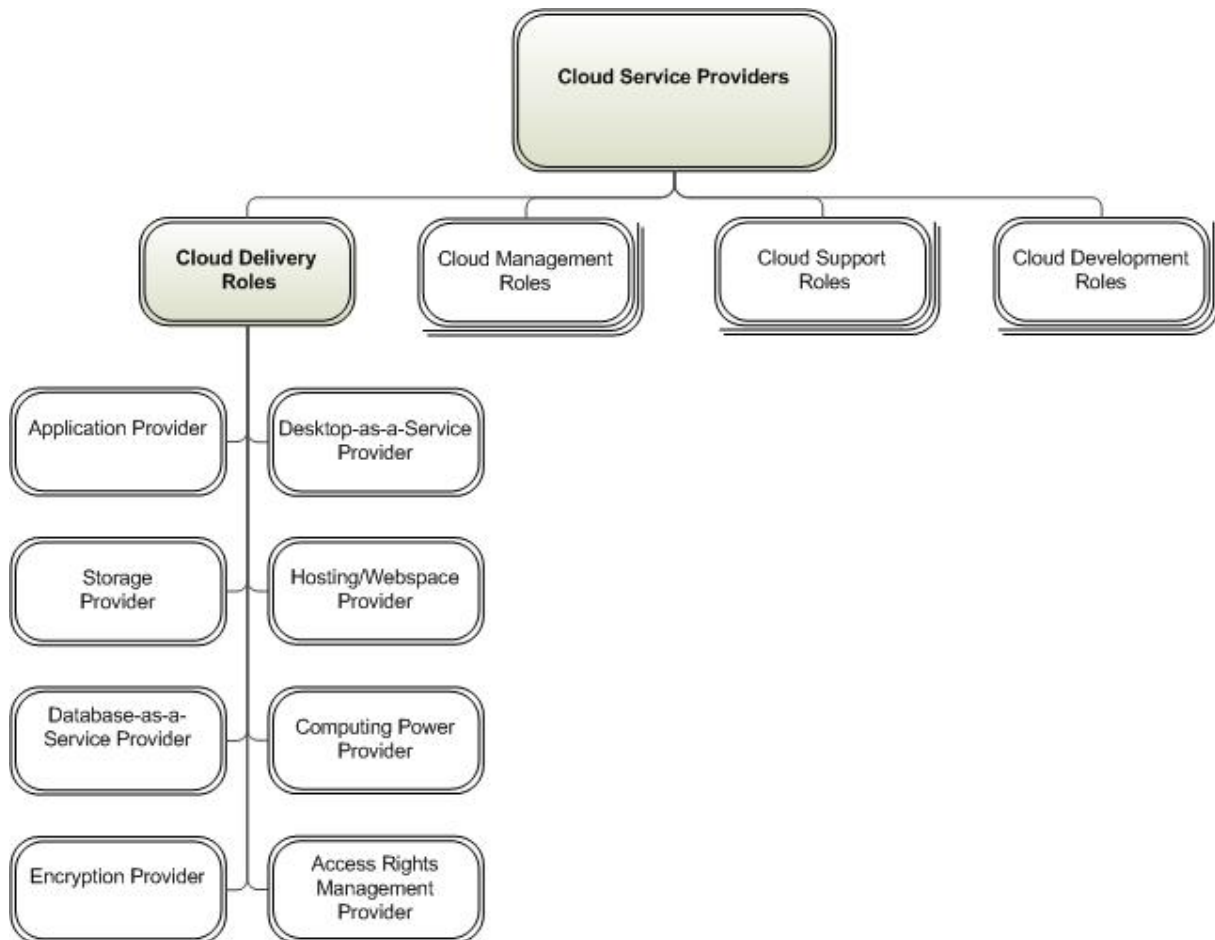 Cloud Service Providers
Cloud Delivery
Roles
Cloud Management
Roles
Cloud Support
Roles
Cloud Development
Roles
Application Provider
Desktop-as-a-Service
Provider
Storage
Provider
Hosting/Webspace
Provider
Database-as-a-
Service Provider
Computing Power
Provider
Encryption Provider
Access Rights
Management
Provider